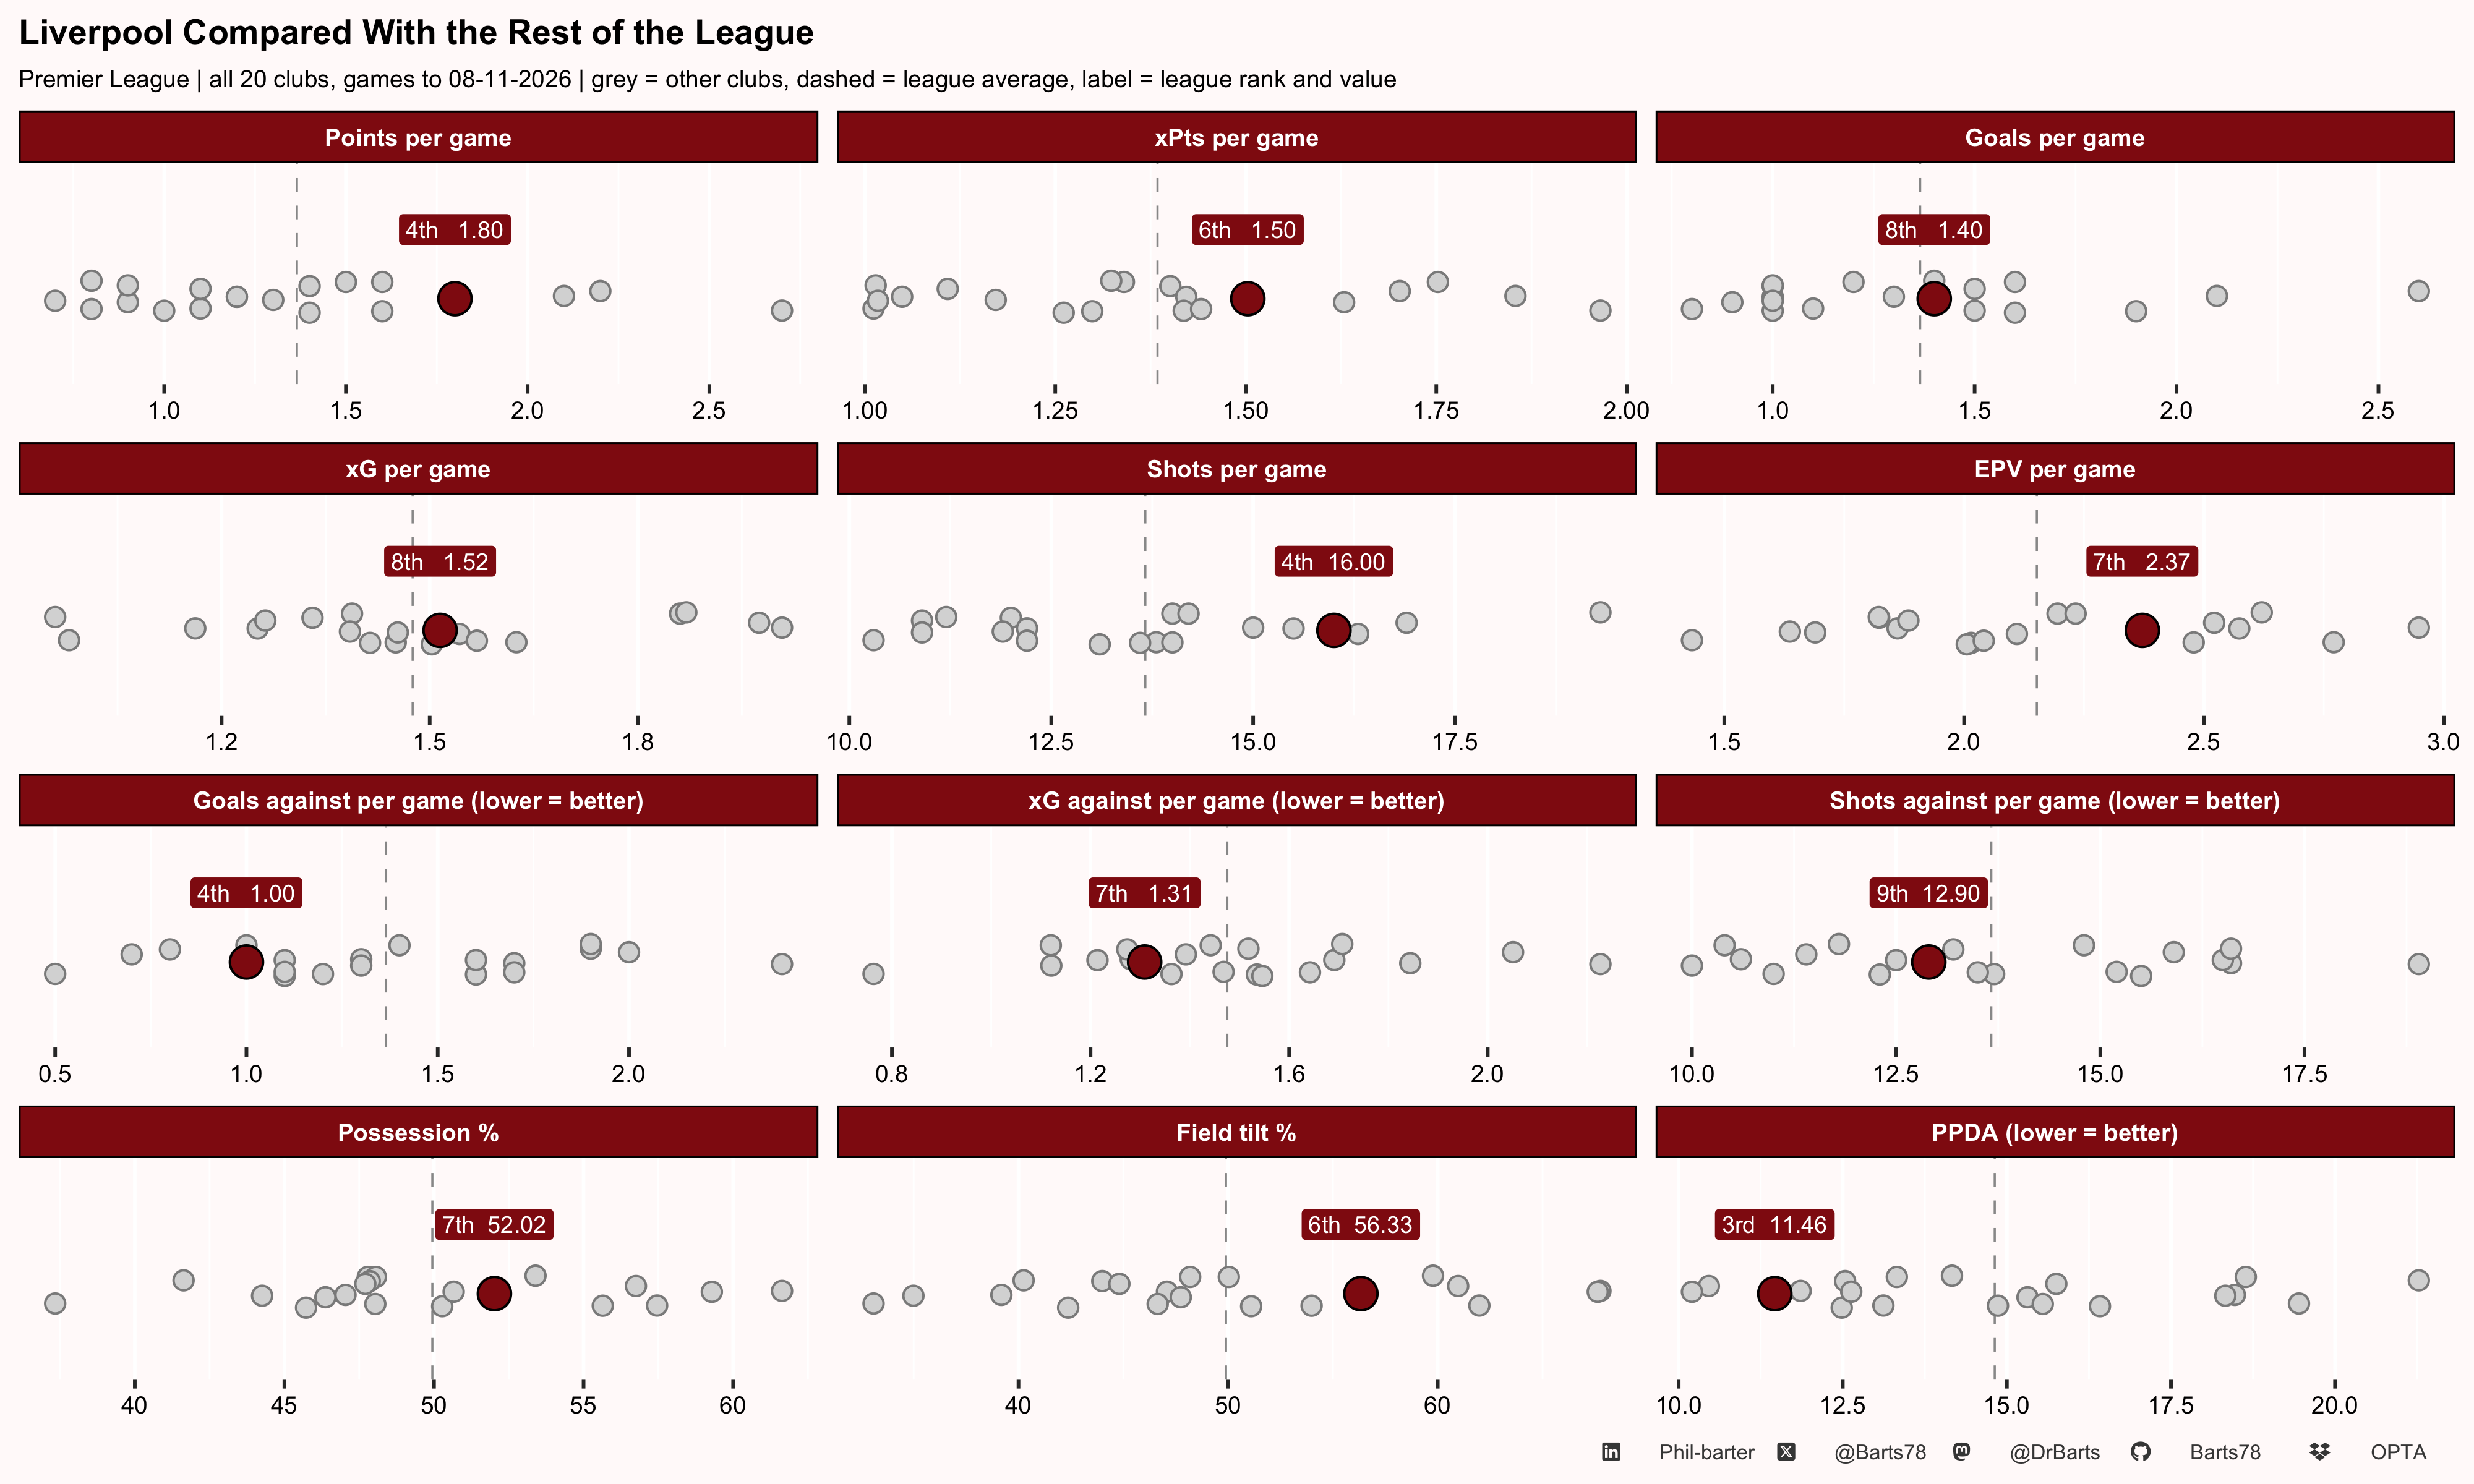 Liverpool Compared With the Rest of the League
Premier League | all 20 clubs, games to 08-11-2026 | grey = other clubs, dashed = league average, label = league rank and value
Points per game
xPts per game
Goals per game
4th 1.80
6th 1.50
8th 1.40
1.0 1.5 2.0 2.5
1.00 1.25 1.50 1.75 2.00
1.0 1.5 2.0 2.5
xG per game
Shots per game
EPV per game
8th 1.52
4th 16.00
7th 2.37
1.2 1.5 1.8
10.0 12.5 15.0 17.5
1.5 2.0 2.5 3.0
Goals against per game (lower = better)
xG against per game (lower = better)
Shots against per game (lower = better)
4th 1.00
7th 1.31
9th 12.90
0.5 1.0 1.5 2.0
0.8 1.2 1.6 2.0
10.0 12.5 15.0 17.5
Possession %
Field tilt %
PPDA (lower = better)
7th 52.02
6th 56.33
3rd 11.46
40 45 50 55 60
40 50 60
10.0 12.5 15.0 17.5 20.0
Phil-barter @Barts78 @DrBarts Barts78 OPTA